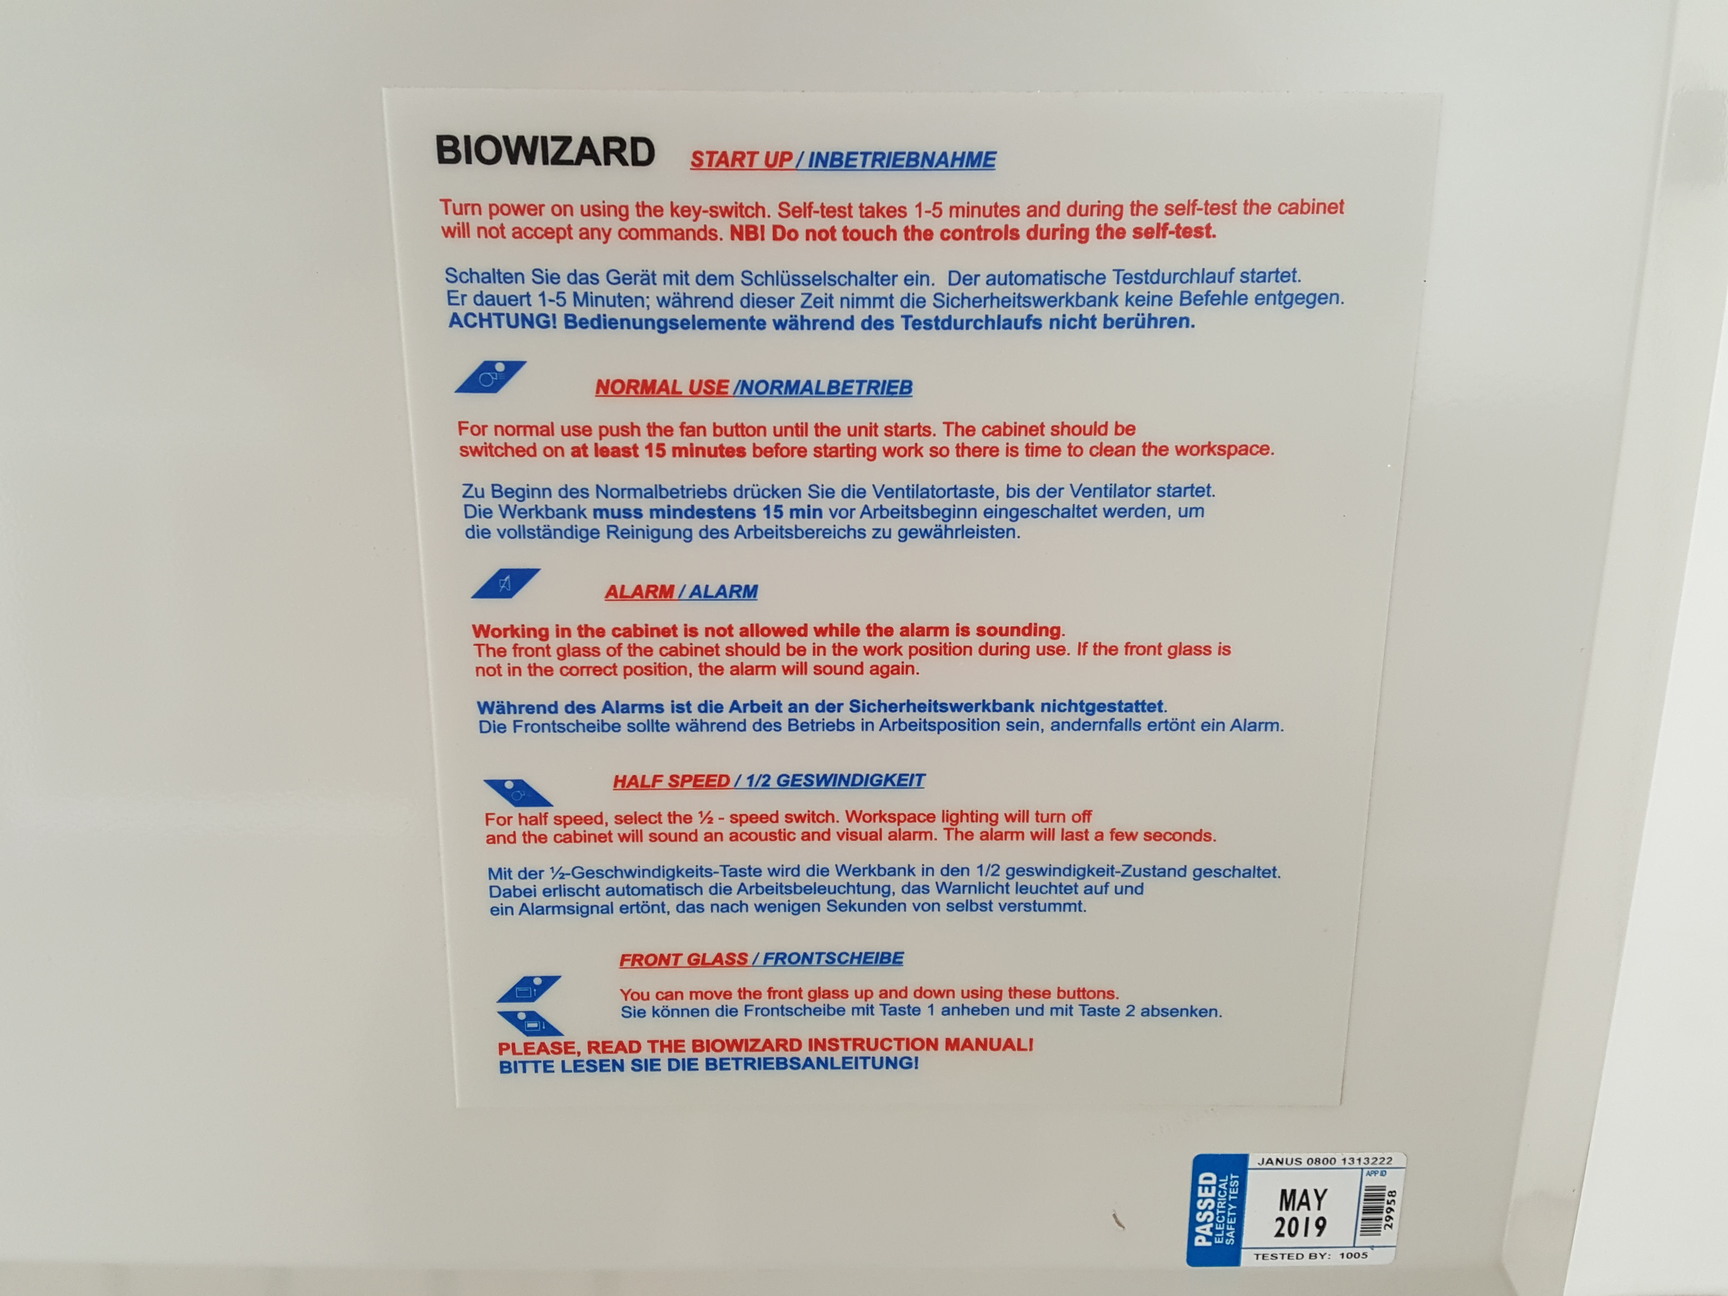 BIOWIZARD START UP / INBETRIEBNAHME
Turn power on using the key-switch. Self-test takes 1-5 minutes and during the self-test the cabinet
will not accept any commands. NB! Do not touch the controls during the self-test.
Schalten Sie das Gerät mit dem Schlüsselschalter ein. Der automatische Testdurchlauf startet.
Er dauert 1-5 Minuten; während dieser Zeit nimmt die Sicherheitswerkbank keine Befehle entgegen.
ACHTUNG! Bedienungselemente während des Testdurchlaufs nicht berühren.
NORMAL USE /NORMALBETRIEB
For normal use push the fan button until the unit starts. The cabinet should be
switched on at least 15 minutes before starting work so there is time to clean the workspace.
Zu Beginn des Normalbetriebs drücken Sie die Ventilatortaste, bis der Ventilator startet.
Die Werkbank muss mindestens 15 min vor Arbeitsbeginn eingeschaltet werden, um
die vollständige Reinigung des Arbeitsbereichs zu gewährleisten.
ALARM / ALARM
Working in the cabinet is not allowed while the alarm is sounding.
The front glass of the cabinet should be in the work position during use. If the front glass is
not in the correct position, the alarm will sound again.
Während des Alarms ist die Arbeit an der Sicherheitswerkbank nichtgestattet.
Die Frontscheibe sollte während des Betriebs in Arbeitsposition sein, andernfalls ertönt ein Alarm.
HALF SPEED / 1/2 GESWINDIGKEIT
For half speed, select the ½ - speed switch. Workspace lighting will turn off
and the cabinet will sound an acoustic and visual alarm. The alarm will last a few seconds.
Mit der ½-Geschwindigkeits-Taste wird die Werkbank in den 1/2 geswindigkeit-Zustand geschaltet.
Dabei erlischt automatisch die Arbeitsbeleuchtung, das Warnlicht leuchtet auf und
ein Alarmsignal ertönt, das nach wenigen Sekunden von selbst verstummt.
FRONT GLASS / FRONTSCHEIBE
You can move the front glass up and down using these buttons.
Sie können die Frontscheibe mit Taste 1 anheben und mit Taste 2 absenken.
PLEASE, READ THE BIOWIZARD INSTRUCTION MANUAL!
BITTE LESEN SIE DIE BETRIEBSANLEITUNG!
JANUS 0800 1313222
PASSED
ELECTRICAL
SAFETY TEST
MAY
2019
APP ID
29958
TESTED BY: 1005